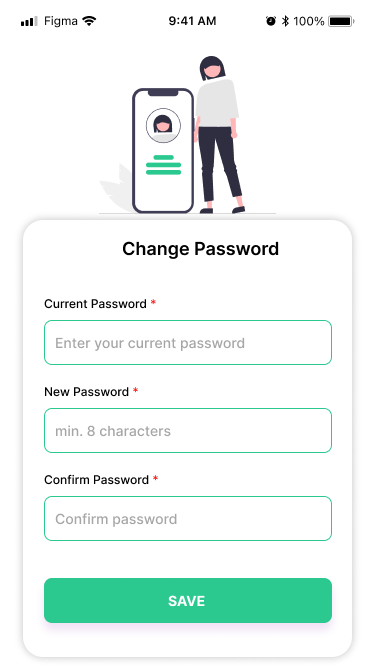 Figma 9:41 AM 100%
Change Password
Current Password *
Enter your current password
New Password *
min. 8 characters
Confirm Password *
Confirm password
SAVE